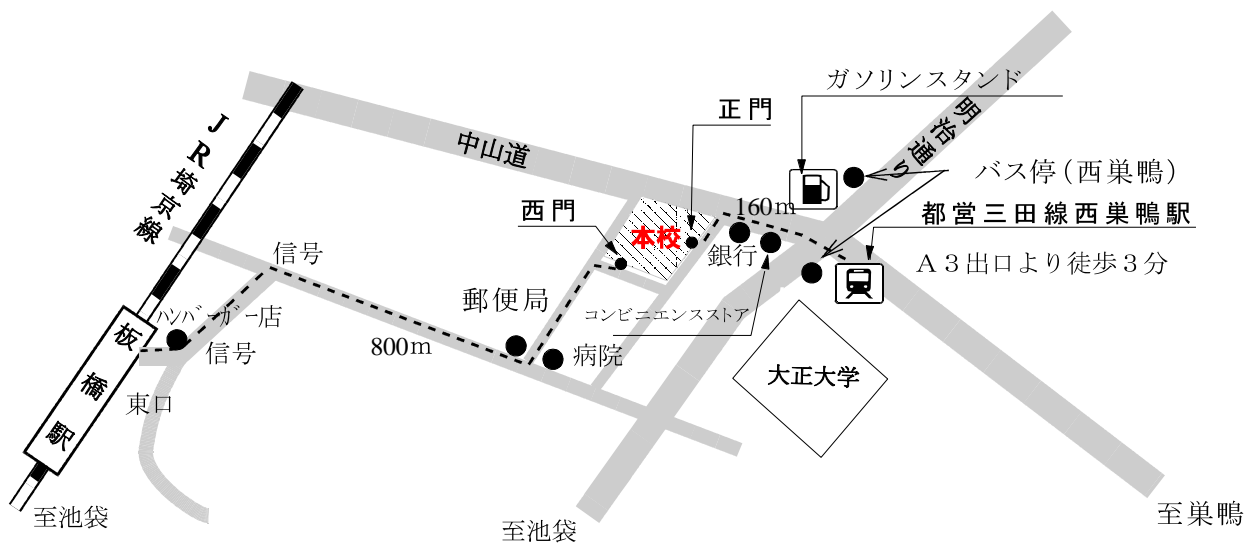 ガソリンスタンド
正門
明治通り
中山道
JR埼京線
バス停(西巣鴨)
160m
西門
都営三田線西巣鴨駅
本校
信号
銀行
A3出口より徒歩3分
郵便局
ハンバーガー店
コンビニエンスストア
信号
800m
病院
板橋駅
大正大学
東口
至池袋
至池袋
至巣鴨